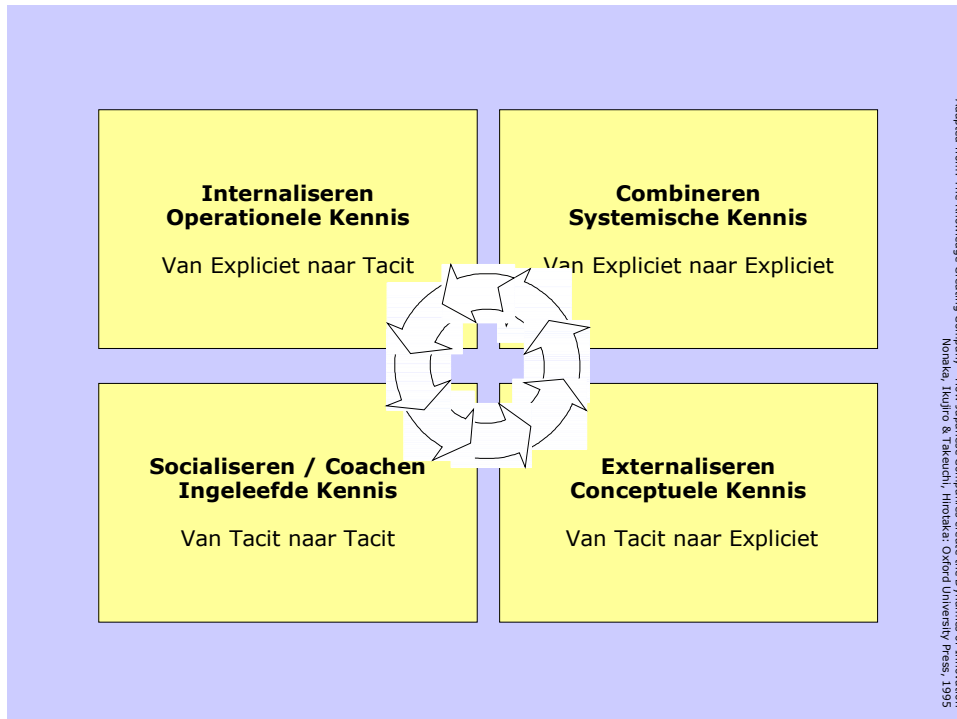 Internaliseren
Operationele Kennis
Van Expliciet naar Tacit
Combineren
Systemische Kennis
Van Expliciet naar Expliciet
Socialiseren / Coachen
Ingeleefde Kennis
Van Tacit naar Tacit
Externaliseren
Conceptuele Kennis
Van Tacit naar Expliciet
Nonaka, Ikujiro & Takeuchi, Hirotaka: Oxford University Press, 1995